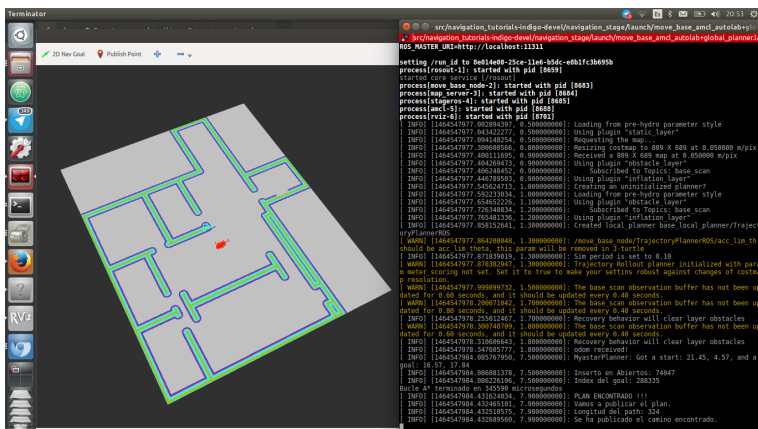 Terminator
20:53
src/navigation_tutorials-indigo-devel/navigation_stage/launch/move_base_amcl_autolab+glo
src/navigation_tutorials-indigo-devel/navigation_stage/launch/move_base_amcl_autolab+global_planner.la
2D Nav Goal
Publish Point
ROS_MASTER_URI=http://localhost:11311
setting /run_id to 8e014e00-25ce-11e6-b5dc-e8b1fc3b695b
process[rosout-1]: started with pid [8659]
started core service [/rosout]
process[move_base_node-2]: started with pid [8683]
process[map_server-3]: started with pid [8684]
process[stageros-4]: started with pid [8685]
process[amcl-5]: started with pid [8688]
process[rviz-6]: started with pid [8701]
[ INFO] [1464547977.002894397, 0.500000000]: Loading from pre-hydro parameter style
[ INFO] [1464547977.043422277, 0.500000000]: Using plugin "static_layer"
[ INFO] [1464547977.094148254, 0.500000000]: Requesting the map...
[ INFO] [1464547977.300680566, 0.800000000]: Resizing costmap to 809 X 689 at 0.050000 m/pix
[ INFO] [1464547977.400111695, 0.900000000]: Received a 809 X 689 map at 0.050000 m/pix
[ INFO] [1464547977.404269473, 0.900000000]: Using plugin "obstacle_layer"
[ INFO] [1464547977.406248452, 0.900000000]: Subscribed to Topics: base_scan
[ INFO] [1464547977.446789503, 0.900000000]: Using plugin "inflation_layer"
[ INFO] [1464547977.545624713, 1.000000000]: Creating an uninitialized planner?
[ INFO] [1464547977.592233034, 1.000000000]: Loading from pre-hydro parameter style
[ INFO] [1464547977.654652226, 1.100000000]: Using plugin "obstacle_layer"
[ INFO] [1464547977.726348834, 1.200000000]: Subscribed to Topics: base_scan
[ INFO] [1464547977.765481336, 1.200000000]: Using plugin "inflation_layer"
[ INFO] [1464547977.858152641, 1.300000000]: Created local_planner base_local_planner/Traject
oryPlannerROS
[ WARN] [1464547977.864208048, 1.300000000]: /move_base_node/TrajectoryPlannerROS/acc_lim_th
should be acc_lim_theta, this param will be removed in J-turtle
[ INFO] [1464547977.871839019, 1.300000000]: Sim period is set to 0.10
[ WARN] [1464547977.878302947, 1.300000000]: Trajectory Rollout planner initialized with para
m meter_scoring not set. Set it to true to make your settins robust against changes of costma
p resolution.
[ WARN] [1464547977.999899732, 1.500000000]: The base_scan observation buffer has not been up
dated for 0.60 seconds, and it should be updated every 0.40 seconds.
[ WARN] [1464547978.200071042, 1.700000000]: The base_scan observation buffer has not been up
dated for 0.80 seconds, and it should be updated every 0.40 seconds.
[ INFO] [1464547978.255012467, 1.700000000]: Recovery behavior will clear layer obstacles
[ WARN] [1464547978.300740709, 1.800000000]: The base_scan observation buffer has not been up
dated for 0.60 seconds, and it should be updated every 0.40 seconds.
[ INFO] [1464547978.310606643, 1.800000000]: Recovery behavior will clear layer obstacles
[ INFO] [1464547978.347605777, 1.800000000]: odom received!
[ INFO] [1464547984.085767950, 7.500000000]: MyastarPlanner: Got a start: 21.45, 4.57, and a
goal: 16.57, 17.84
[ INFO] [1464547984.086081378, 7.500000000]: Inserto en Abiertos: 74047
[ INFO] [1464547984.086226106, 7.500000000]: Index del goal: 288335
Bucle A* terminado en 345590 microsegundos
[ INFO] [1464547984.431624034, 7.900000000]: PLAN ENCONTRADO !!!
[ INFO] [1464547984.432465101, 7.900000000]: Vamos a publicar el plan.
[ INFO] [1464547984.432510575, 7.900000000]: Longitud del path: 324
[ INFO] [1464547984.432689560, 7.900000000]: Se ha publicado el camino encontrado.
RViz